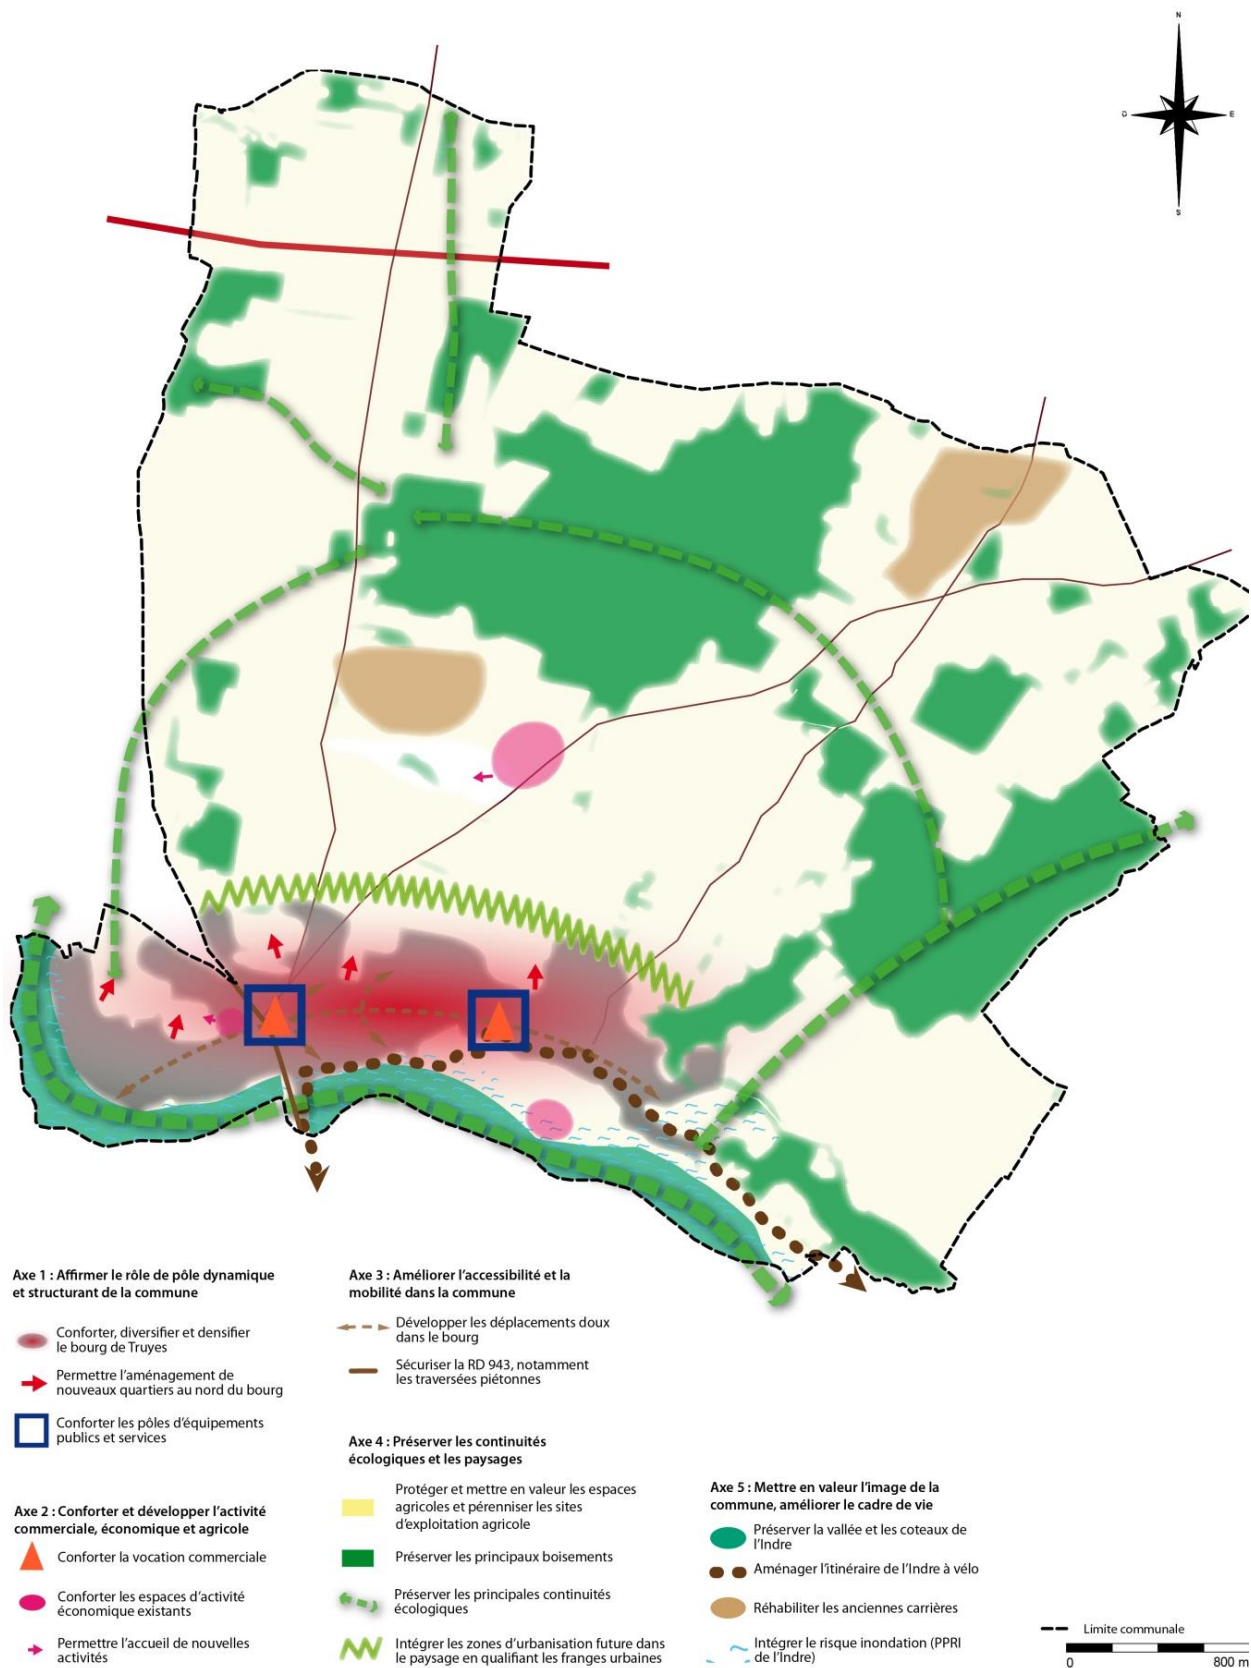 N
O
E
S
Axe 1 : Affirmer le rôle de pôle dynamique
et structurant de la commune
Conforter, diversifier et densifier
le bourg de Truyes
Permettre l'aménagement de
nouveaux quartiers au nord du bourg
Conforter les pôles d'équipements
publics et services
Axe 2 : Conforter et développer l'activité
commerciale, économique et agricole
Conforter la vocation commerciale
Conforter les espaces d'activité
économique existants
Permettre l'accueil de nouvelles
activités
Axe 3 : Améliorer l'accessibilité et la
mobilité dans la commune
Développer les déplacements doux
dans le bourg
Sécuriser la RD 943, notamment
les traversées piétonnes
Axe 4 : Préserver les continuités
écologiques et les paysages
Protéger et mettre en valeur les espaces
agricoles et pérenniser les sites
d'exploitation agricole
Préserver les principaux boisements
Préserver les principales continuités
écologiques
Intégrer les zones d'urbanisation future dans
le paysage en qualifiant les franges urbaines
Axe 5 : Mettre en valeur l'image de la
commune, améliorer le cadre de vie
Préserver la vallée et les coteaux de
l'Indre
Aménager l'itinéraire de l'Indre à vélo
Réhabiliter les anciennes carrières
Intégrer le risque inondation (PPRI
de l'Indre)
Limite communale
0 800 m